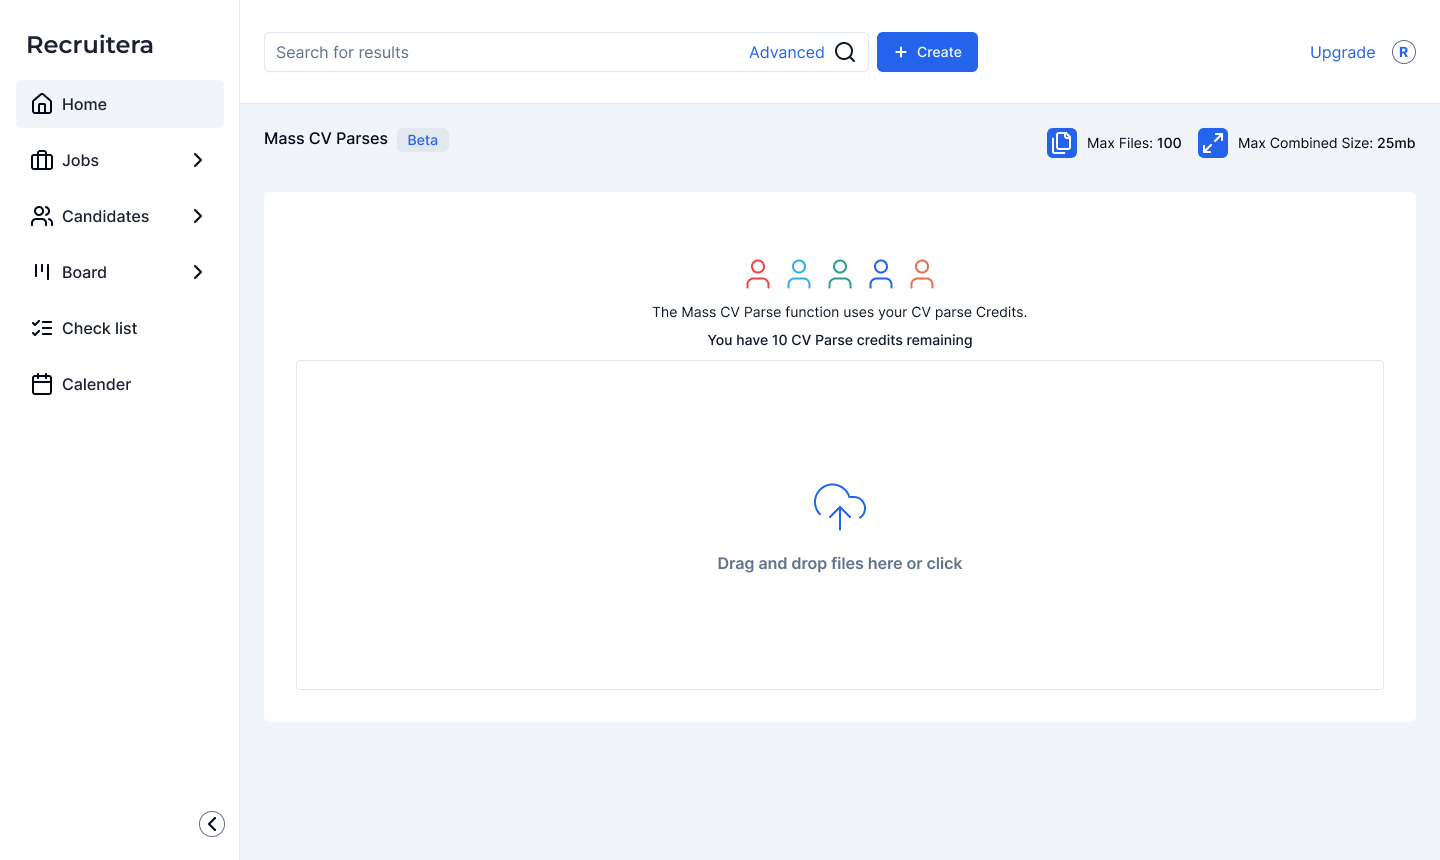 Recruitera
Home
Jobs
Candidates
Board
Check list
Calender
Search for results
Advanced
Create
Upgrade
R
Mass CV Parses
Beta
Max Files: 100
Max Combined Size: 25mb
The Mass CV Parse function uses your CV parse Credits.
You have 10 CV Parse credits remaining
Drag and drop files here or click